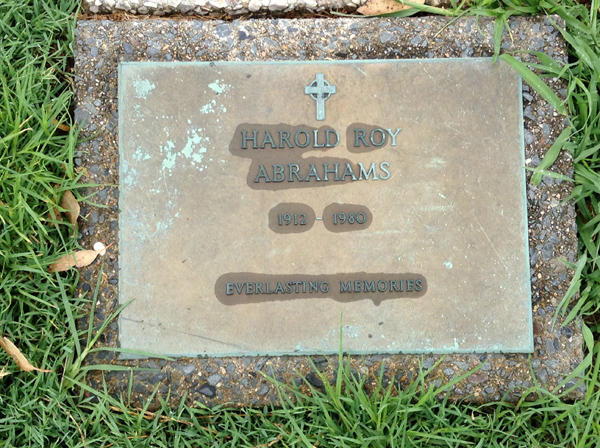 HAROLD ROY
ABRAHAMS
1912 - 1980
EVERLASTING MEMORIES